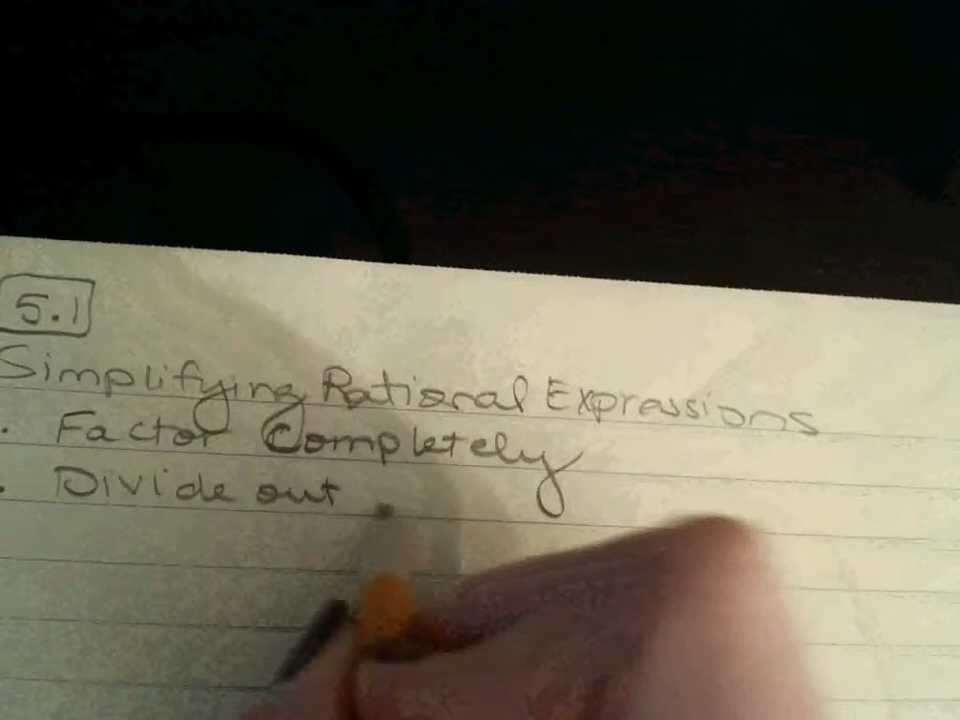 5.1
Simplifying Rational Expressions
. Factor Completely
. Divide out